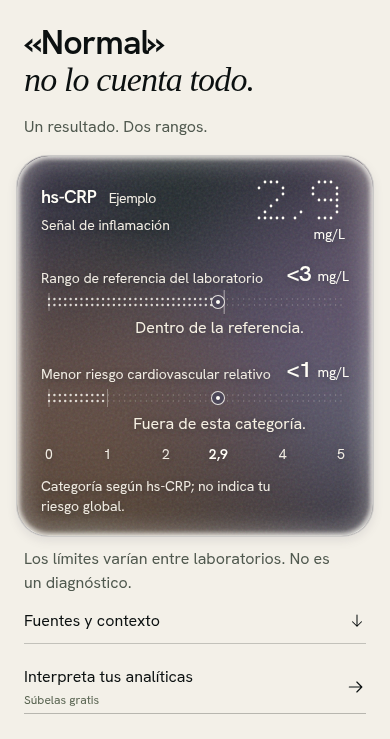 «Normal»
no lo cuenta todo.
Un resultado. Dos rangos.
hs-CRP Ejemplo
2,9
Señal de inflamación
mg/L
Rango de referencia del laboratorio <3 mg/L
Dentro de la referencia.
Menor riesgo cardiovascular relativo <1 mg/L
Fuera de esta categoría.
0 1 2 2,9 4 5
Categoría según hs-CRP; no indica tu
riesgo global.
Los límites varían entre laboratorios. No es
un diagnóstico.
Fuentes y contexto ↓
Interpreta tus analíticas →
Súbelas gratis